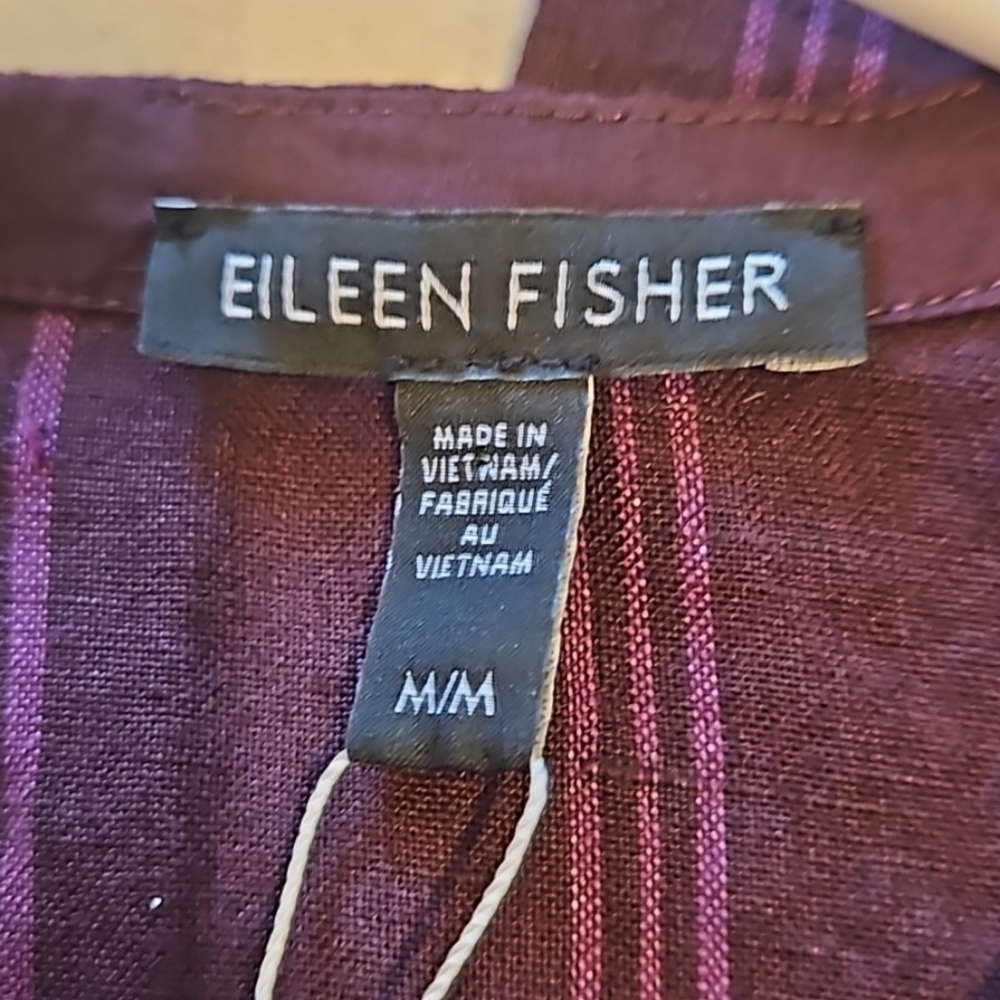 EILEEN FISHER
MADE IN
VIETNAM/
FABRIQUÉ
AU
VIETNAM
M/M